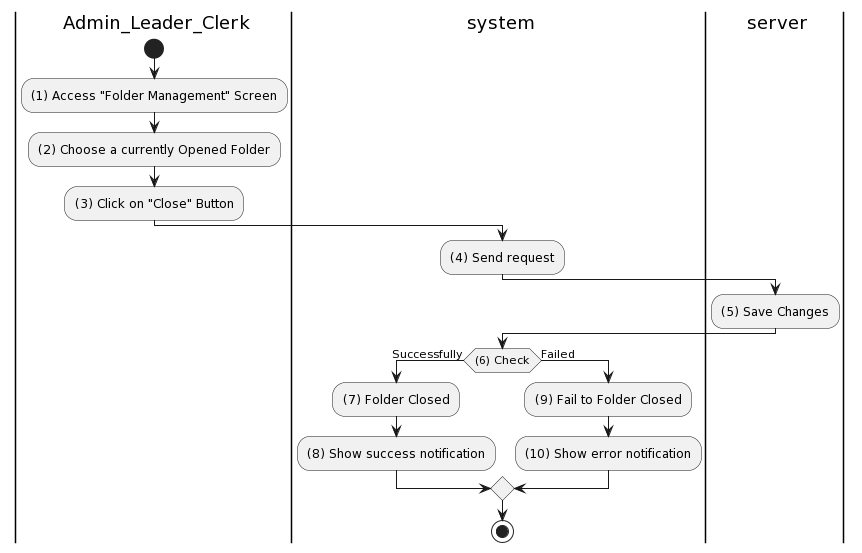 Admin_Leader_Clerk
system
server
(1) Access "Folder Management" Screen
(2) Choose a currently Opened Folder
(3) Click on "Close" Button
(4) Send request
(5) Save Changes
Successfully
(6) Check
Failed
(7) Folder Closed
(9) Fail to Folder Closed
(8) Show success notification
(10) Show error notification